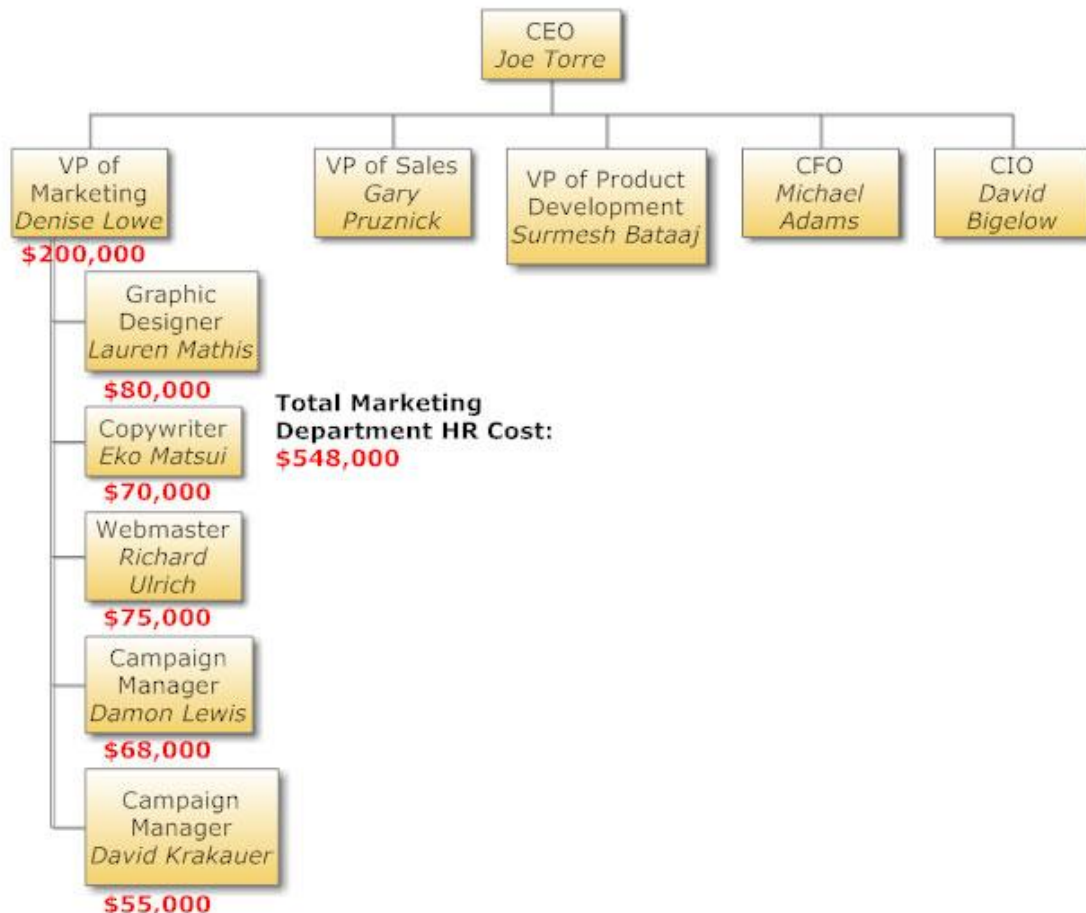 CEO
Joe Torre
VP of
Marketing
Denise Lowe
$200,000
VP of Sales
Gary
Pruznick
VP of Product
Development
Surmesh Bataaj
CFO
Michael
Adams
CIO
David
Bigelow
Graphic
Designer
Lauren Mathis
$80,000
Copywriter
Eko Matsui
$70,000
Webmaster
Richard
Ulrich
$75,000
Campaign
Manager
Damon Lewis
$68,000
Campaign
Manager
David Krakauer
$55,000
Total Marketing
Department HR Cost:
$548,000